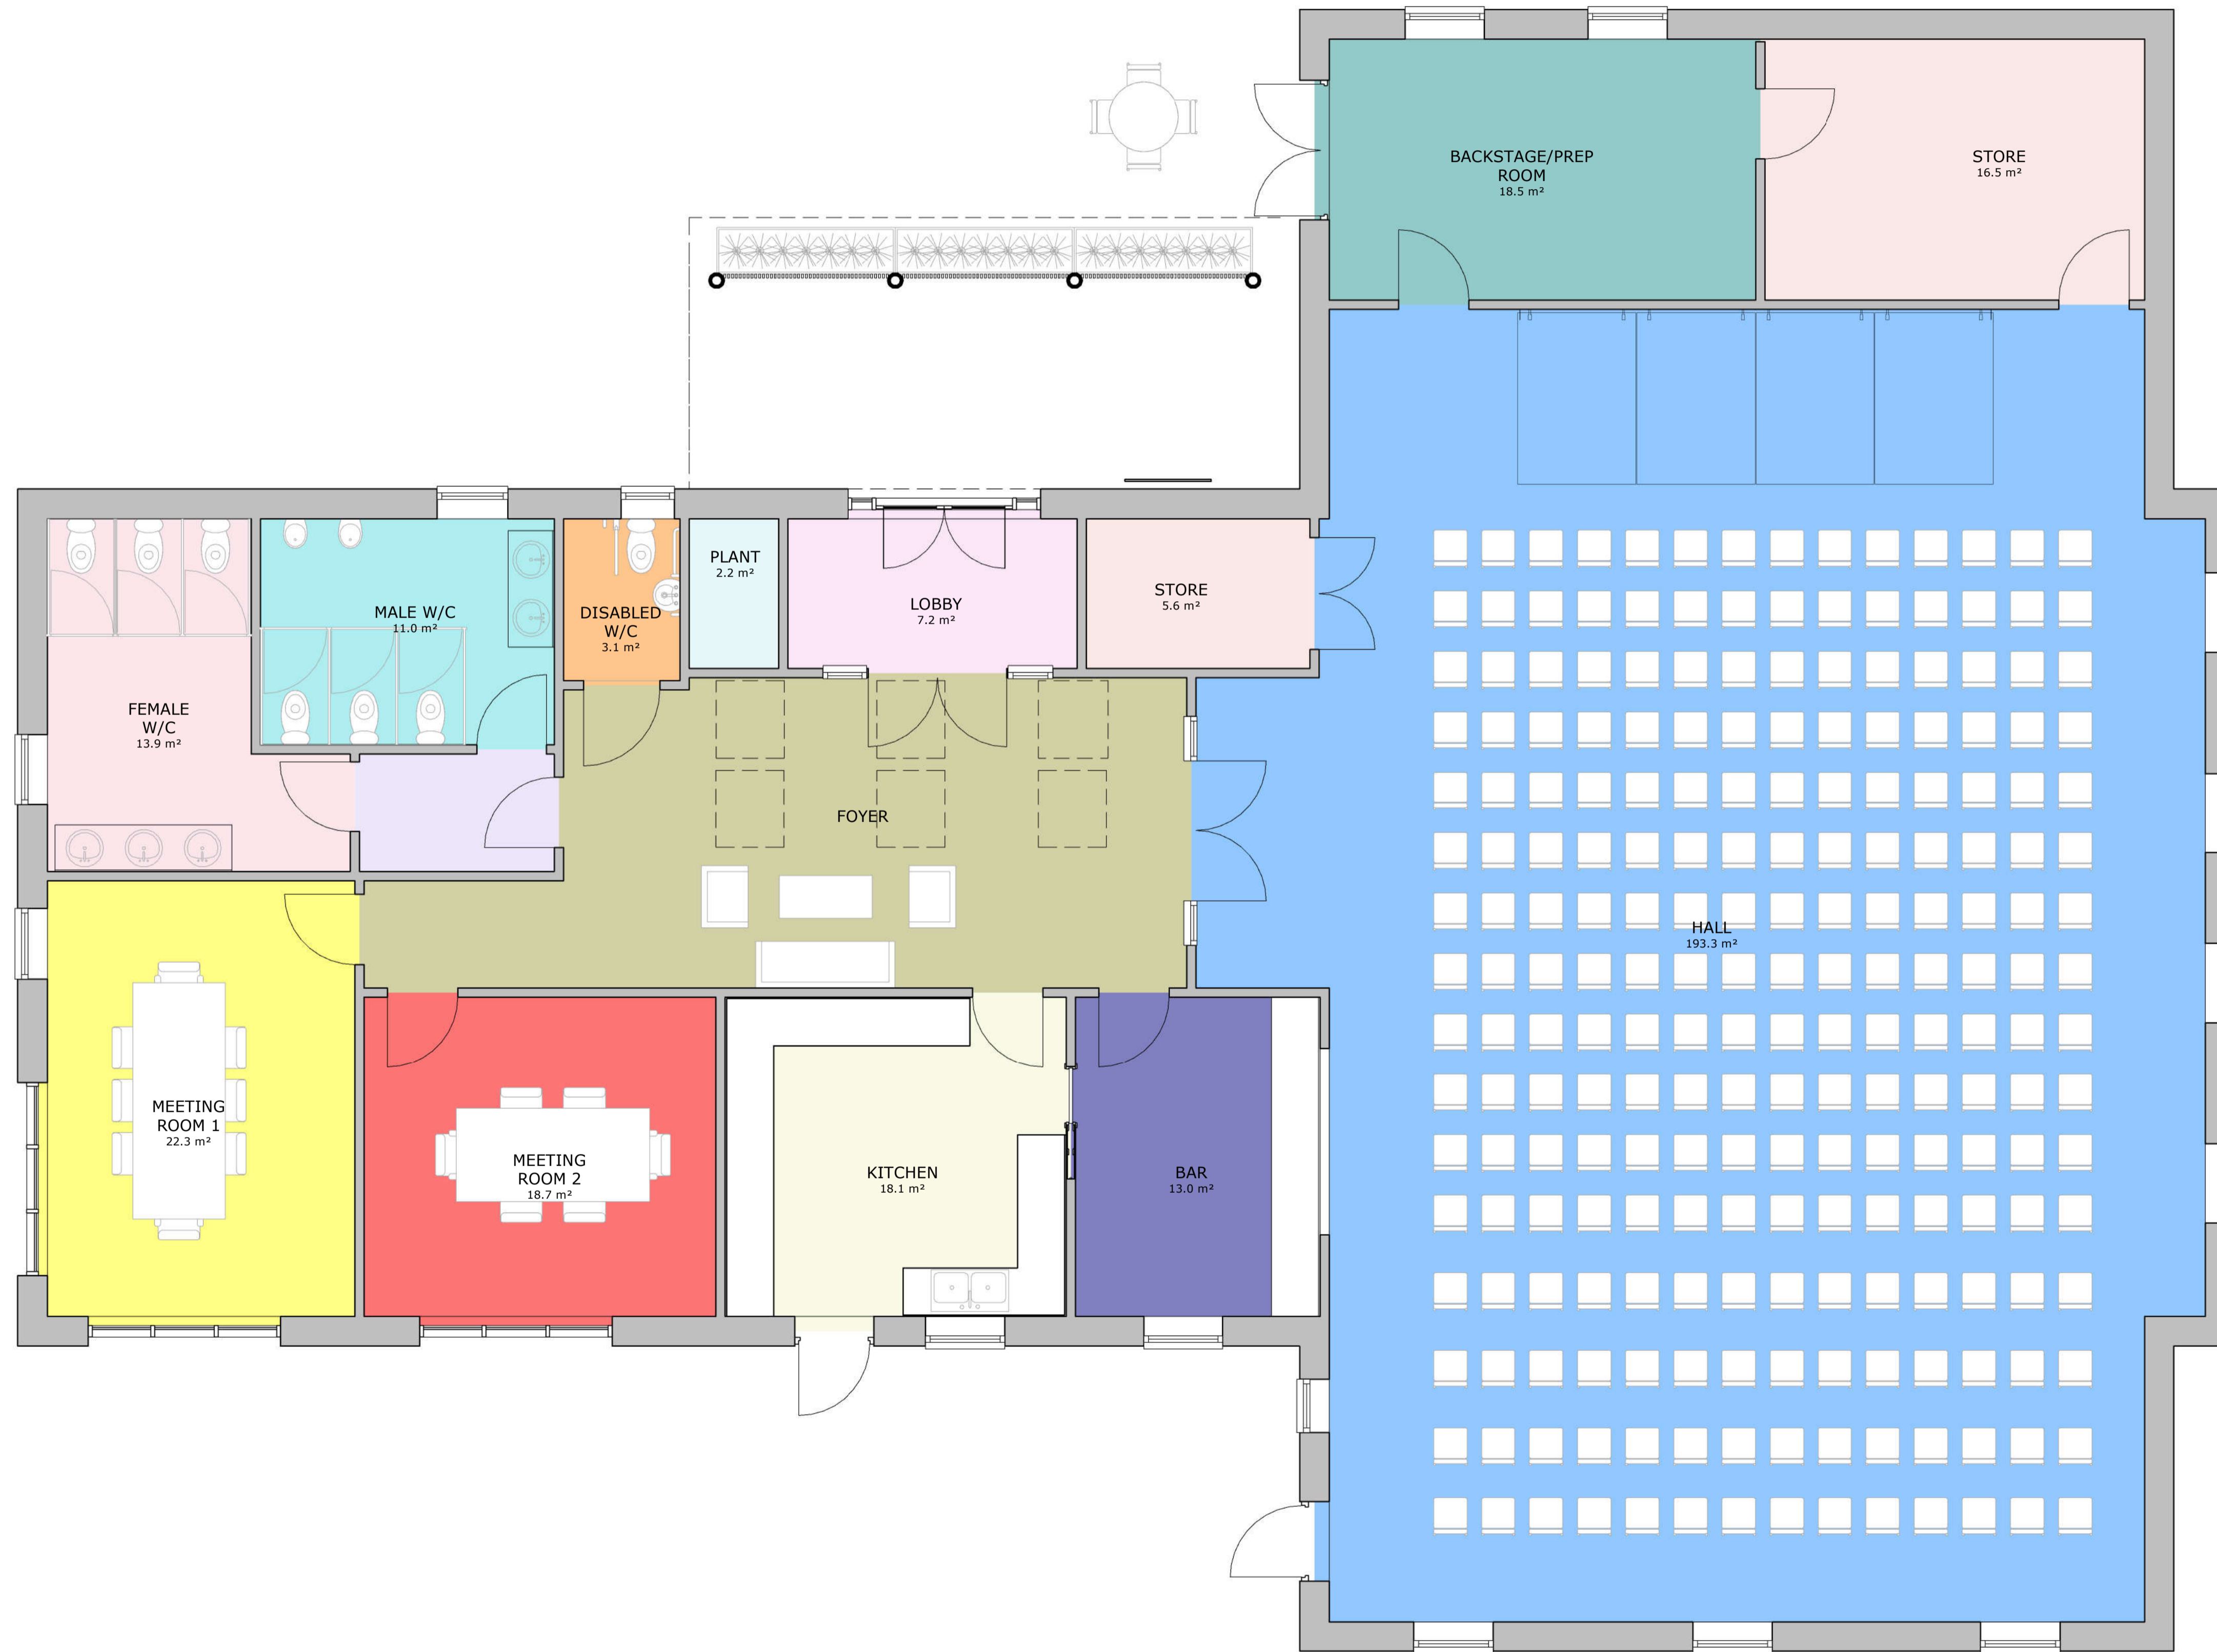 BACKSTAGE/PREP
ROOM
18.5 m²
STORE
16.5 m²
PLANT
2.2 m²
LOBBY
7.2 m²
STORE
5.6 m²
MALE W/C
11.0 m²
DISABLED
W/C
3.1 m²
FEMALE
W/C
13.9 m²
FOYER
HALL
193.3 m²
MEETING
ROOM 1
22.3 m²
MEETING
ROOM 2
18.7 m²
KITCHEN
18.1 m²
BAR
13.0 m²